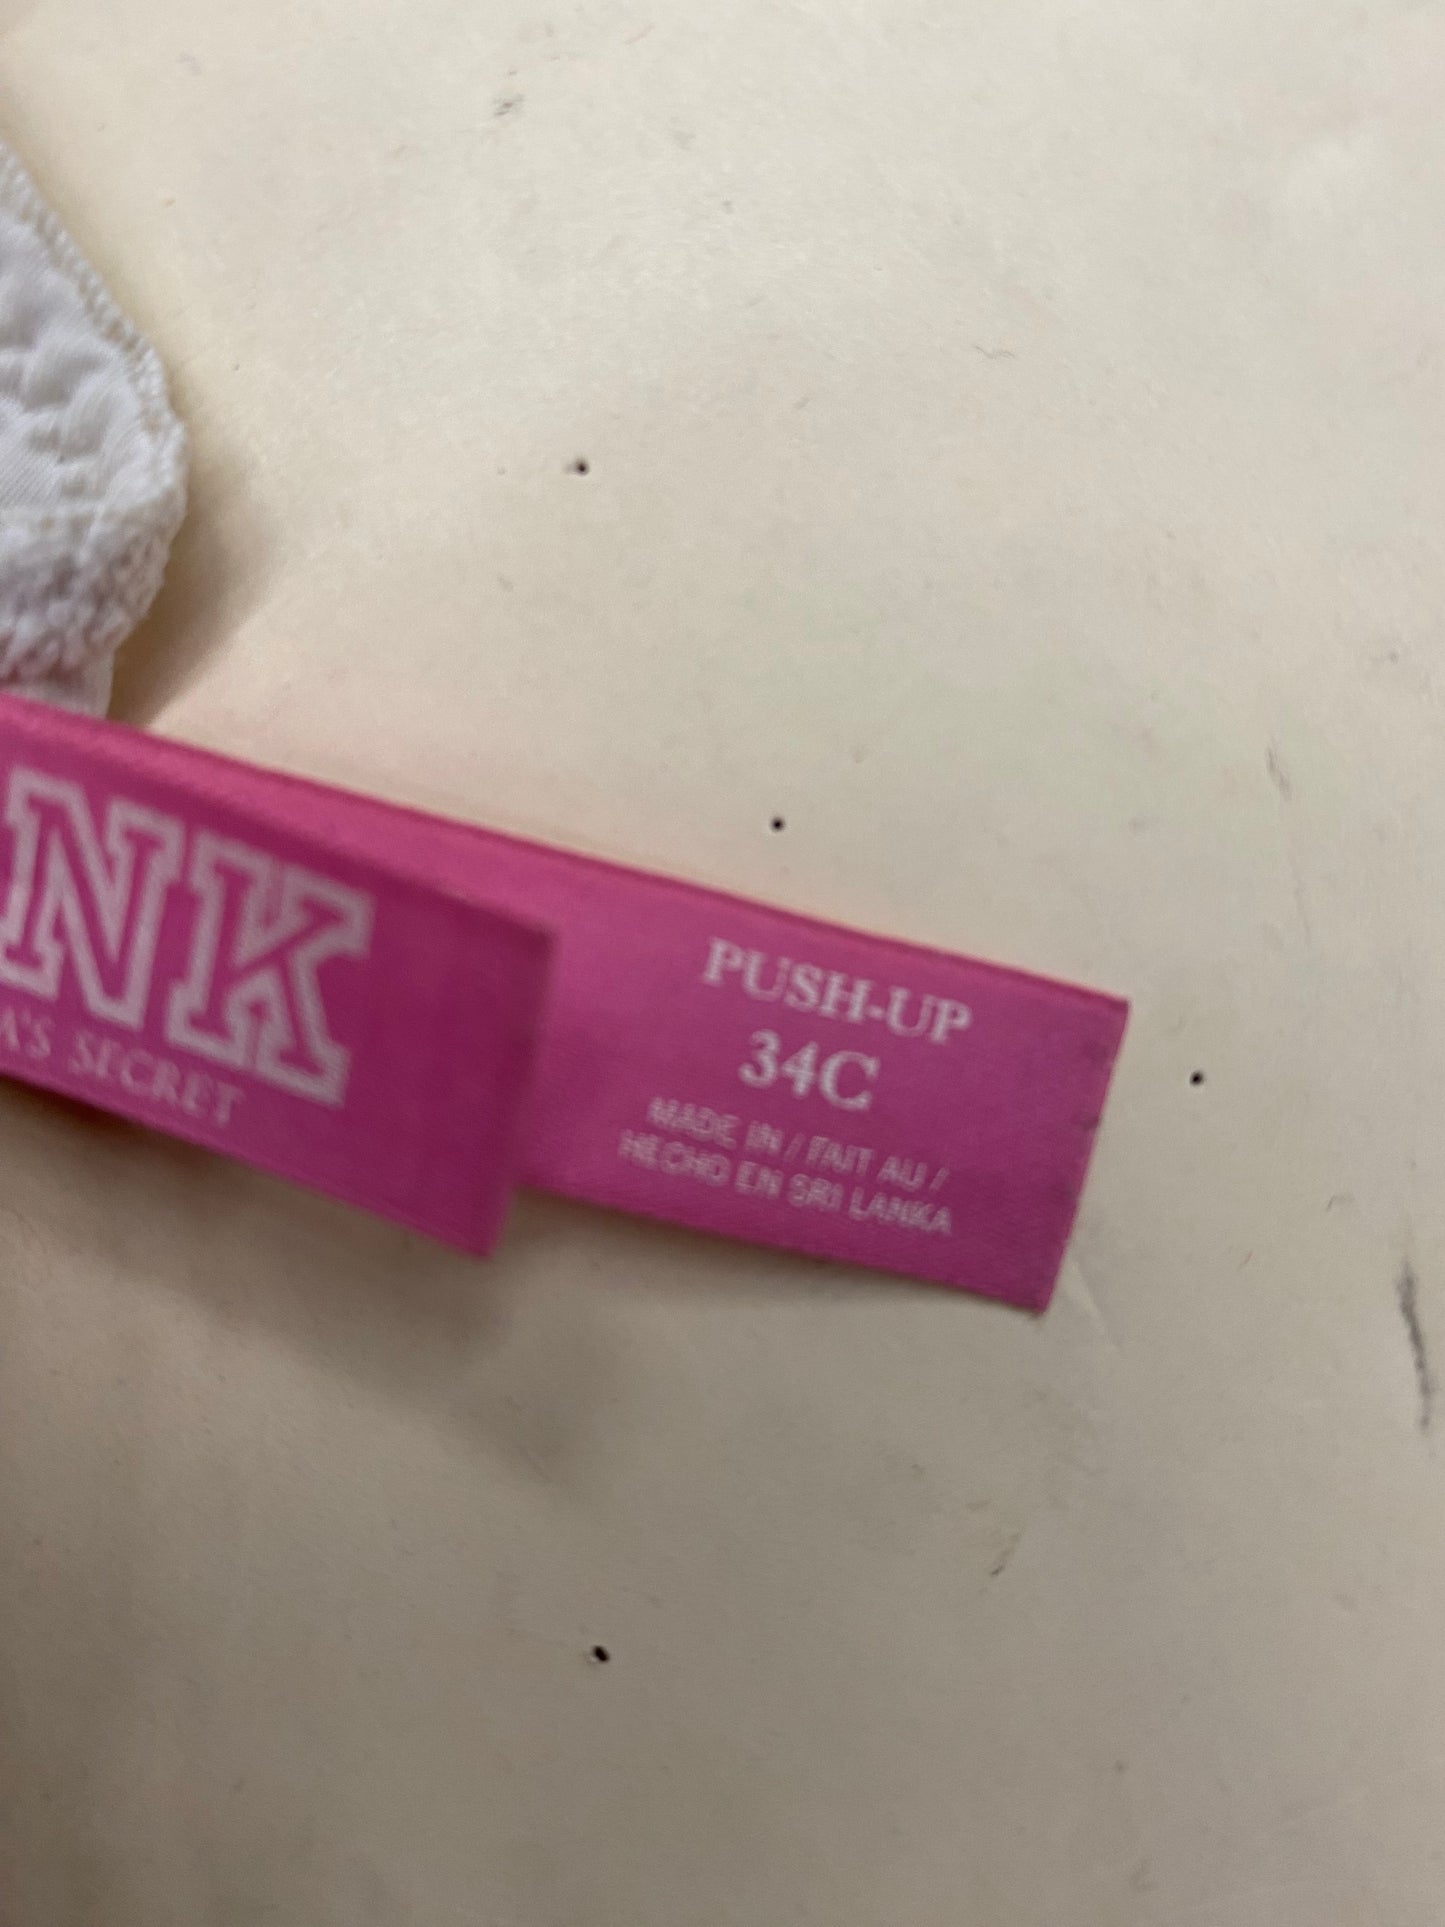 NK
A'S SECRET
PUSH-UP
34C
MADE IN / FAIT AU /
HECHO EN SRI LANKA